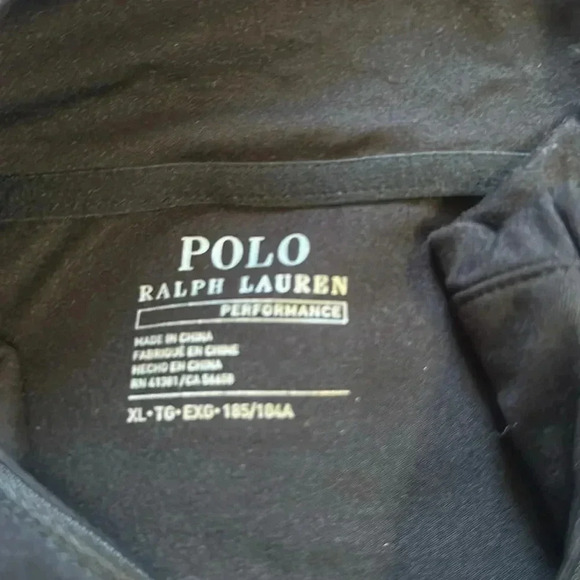 POLO
RALPH LAUREN
PERFORMANCE
MADE IN CHINA
FABRIQUÉ EN CHINE
HECHO EN CHINA
RN 41381/CA 56658
XL•TG•EXG•185/104A